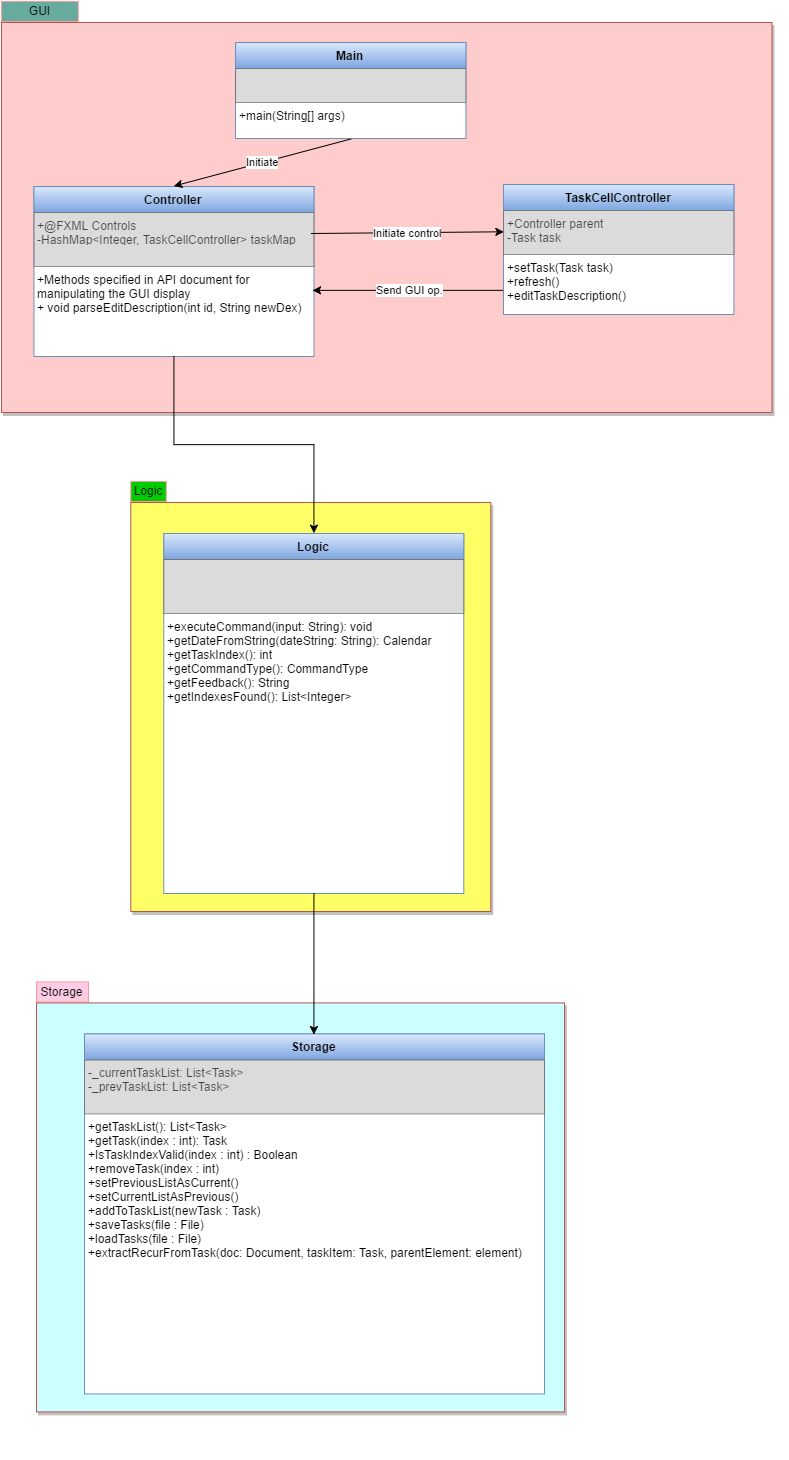 GUI
Main
+main(String[] args)
Initiate
Controller
+@FXML Controls
-HashMap<Integer, TaskCellController> taskMap
+Methods specified in API document for
manipulating the GUI display
+ void parseEditDescription(int id, String newDex)
Initiate control
Send GUI op.
TaskCellController
+Controller parent
-Task task
+setTask(Task task)
+refresh()
+editTaskDescription()
Logic
Logic
+executeCommand(input: String): void
+getDateFromString(dateString: String): Calendar
+getTaskIndex(): int
+getCommandType(): CommandType
+getFeedback(): String
+getIndexesFound(): List<Integer>
Storage
Storage
-_currentTaskList: List<Task>
-_prevTaskList: List<Task>
+getTaskList(): List<Task>
+getTask(index : int): Task
+IsTaskIndexValid(index : int) : Boolean
+removeTask(index : int)
+setPreviousListAsCurrent()
+setCurrentListAsPrevious()
+addToTaskList(newTask : Task)
+saveTasks(file : File)
+loadTasks(file : File)
+extractRecurFromTask(doc: Document, taskItem: Task, parentElement: element)